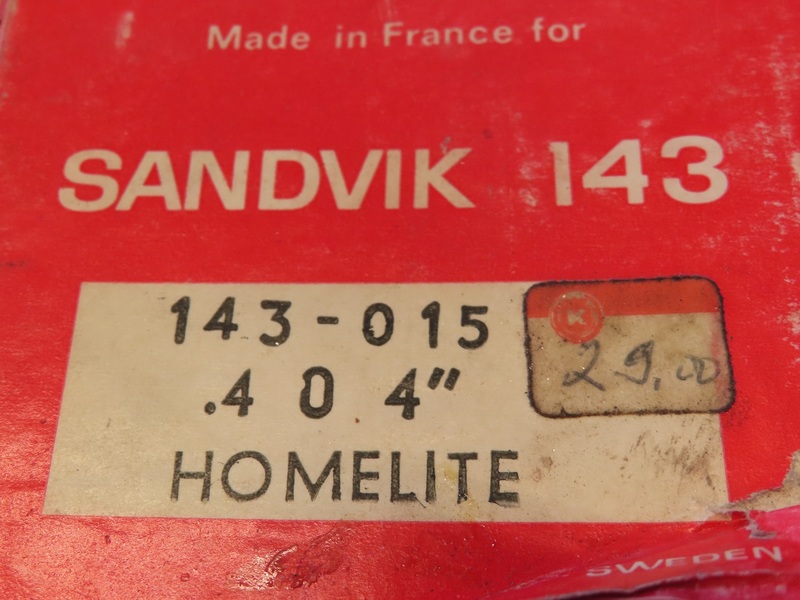 Made in France for
SANDVIK 143
143-015
K
29.00
.404"
HOMELITE
SWEDEN